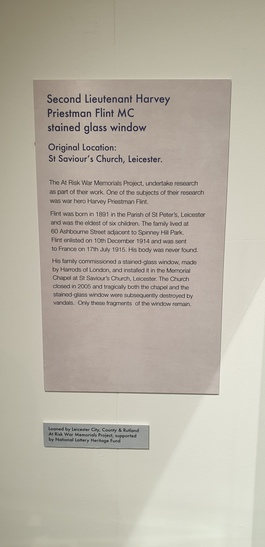 Second Lieutenant Harvey
Priestman Flint MC
stained glass window
Original Location:
St Saviour's Church, Leicester.
The At Risk War Memorials Project, undertake research
as part of their work. One of the subjects of their research
was war hero Harvey Priestman Flint.
Flint was born in 1891 in the Parish of St Peter's, Leicester
and was the eldest of six children. The family lived at
60 Ashbourne Street adjacent to Spinney Hill Park.
Flint enlisted on 10th December 1914 and was sent
to France on 17th July 1915. His body was never found.
His family commissioned a stained-glass window, made
by Harrods of London, and installed it in the Memorial
Chapel at St Saviour's Church, Leicester. The Church
closed in 2005 and tragically both the chapel and the
stained-glass window were subsequently destroyed by
vandals. Only these fragments of the window remain.
Loaned by Leicester City, County & Rutland
At Risk War Memorials Project, supported
by National Lottery Heritage Fund